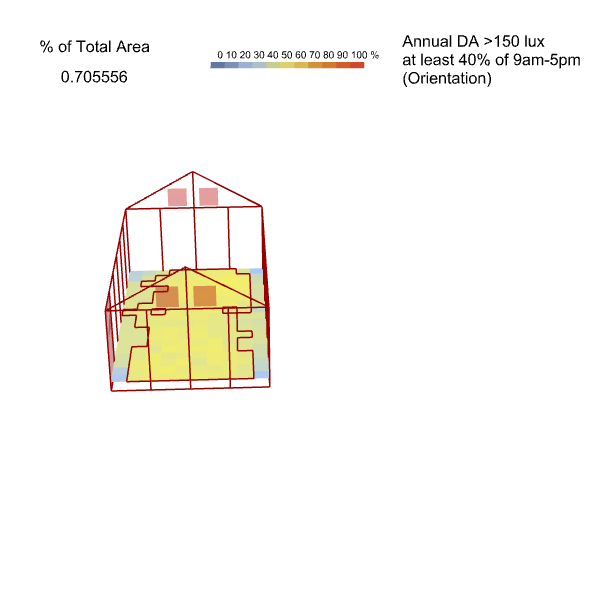 % of Total Area
0.705556
0 10 20 30 40 50 60 70 80 90 100 %
Annual DA >150 lux
at least 40% of 9am-5pm
(Orientation)